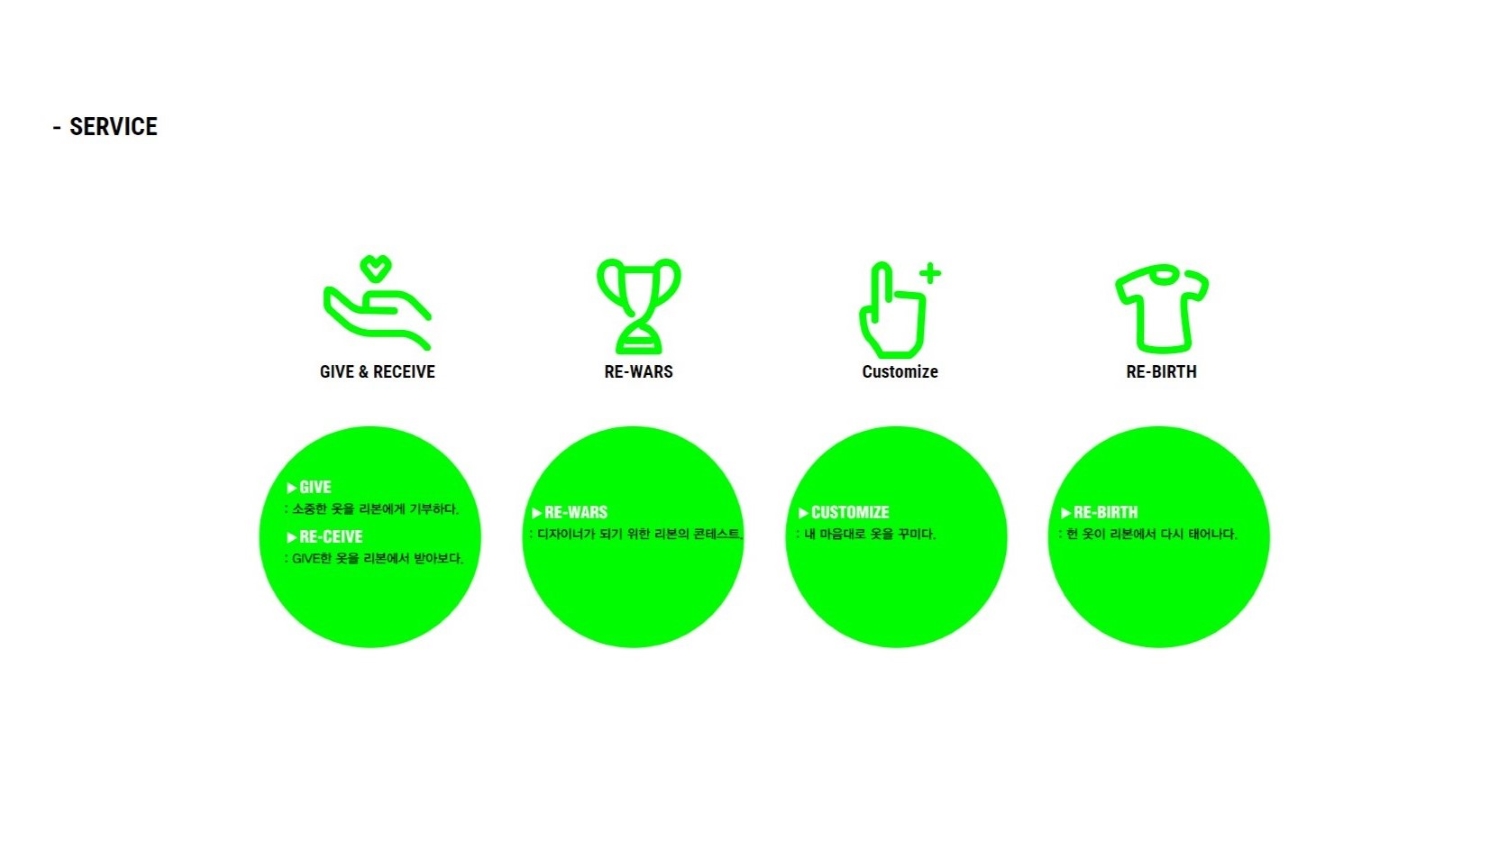 - SERVICE
GIVE & RECEIVE
RE-WARS
Customize
RE-BIRTH
▶GIVE
: 소중한 옷을 리본에게 기부하다.
▶RE-CEIVE
: GIVE한 옷을 리본에서 받아보다.
▶RE-WARS
: 디자이너가 되기 위한 리본의 콘테스트.
▶CUSTOMIZE
: 내 마음대로 옷을 꾸미다.
▶RE-BIRTH
: 헌 옷이 리본에서 다시 태어나다.